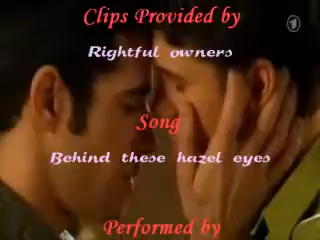 Clips Provided by
Rightful owners
Song
Behind these hazel eyes
Performed by